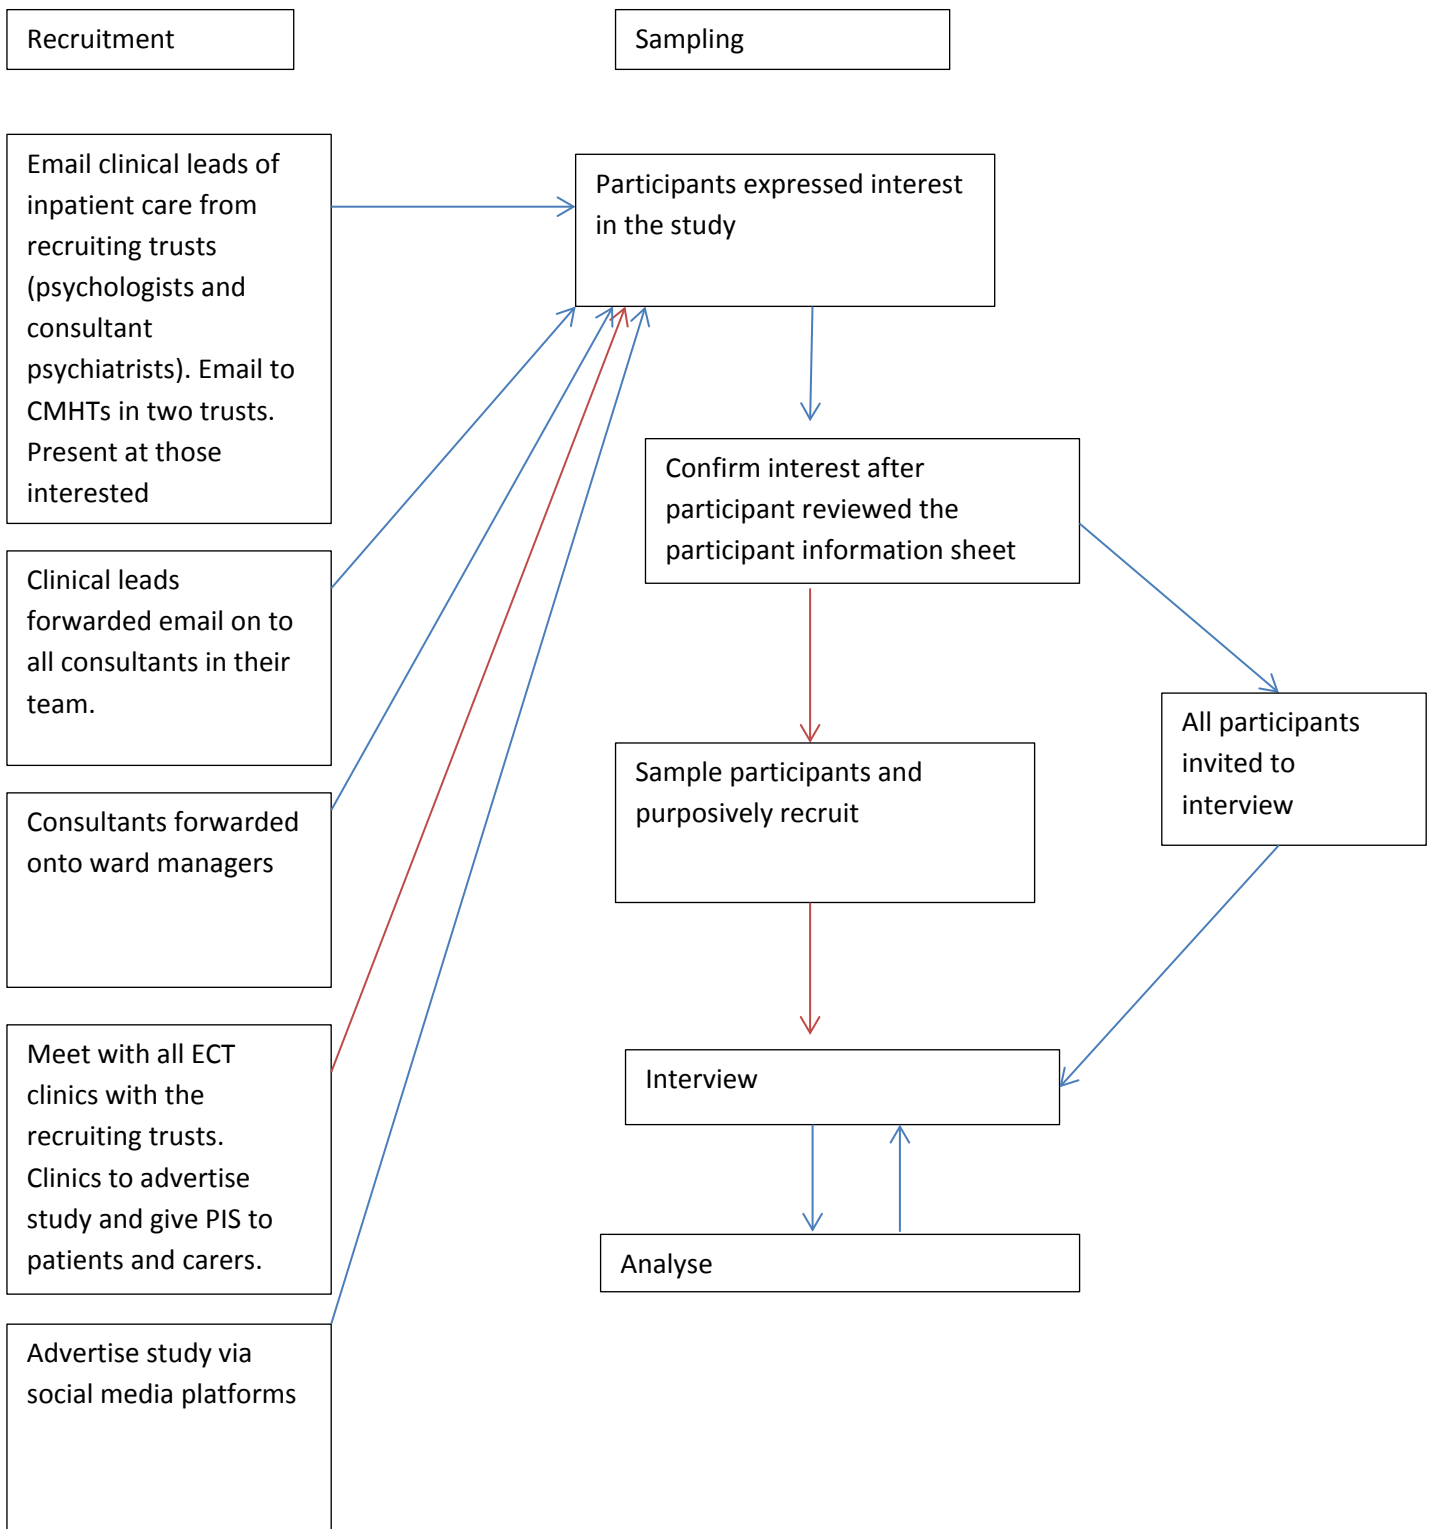 Recruitment
Sampling
Email clinical leads of
inpatient care from
recruiting trusts
(psychologists and
consultant
psychiatrists). Email to
CMHTs in two trusts.
Present at those
interested
Clinical leads
forwarded email on to
all consultants in their
team.
Consultants forwarded
onto ward managers
Meet with all ECT
clinics with the
recruiting trusts.
Clinics to advertise
study and give PIS to
patients and carers.
Advertise study via
social media platforms
Participants expressed interest
in the study
Confirm interest after
participant reviewed the
participant information sheet
Sample participants and
purposively recruit
All participants
invited to
interview
Interview
Analyse